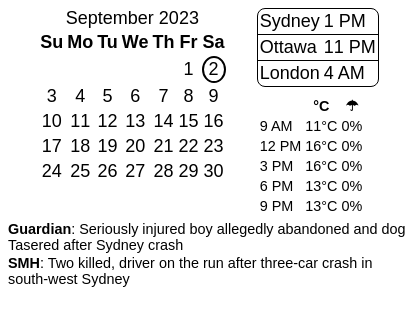 September 2023
Su Mo Tu We Th Fr Sa
1 2
3 4 5 6 7 8 9
10 11 12 13 14 15 16
17 18 19 20 21 22 23
24 25 26 27 28 29 30
Sydney 1 PM
Ottawa 11 PM
London 4 AM
°C ☂
9 AM 11°C 0%
12 PM 16°C 0%
3 PM 16°C 0%
6 PM 13°C 0%
9 PM 13°C 0%
Guardian: Seriously injured boy allegedly abandoned and dog
Tasered after Sydney crash
SMH: Two killed, driver on the run after three-car crash in
south-west Sydney